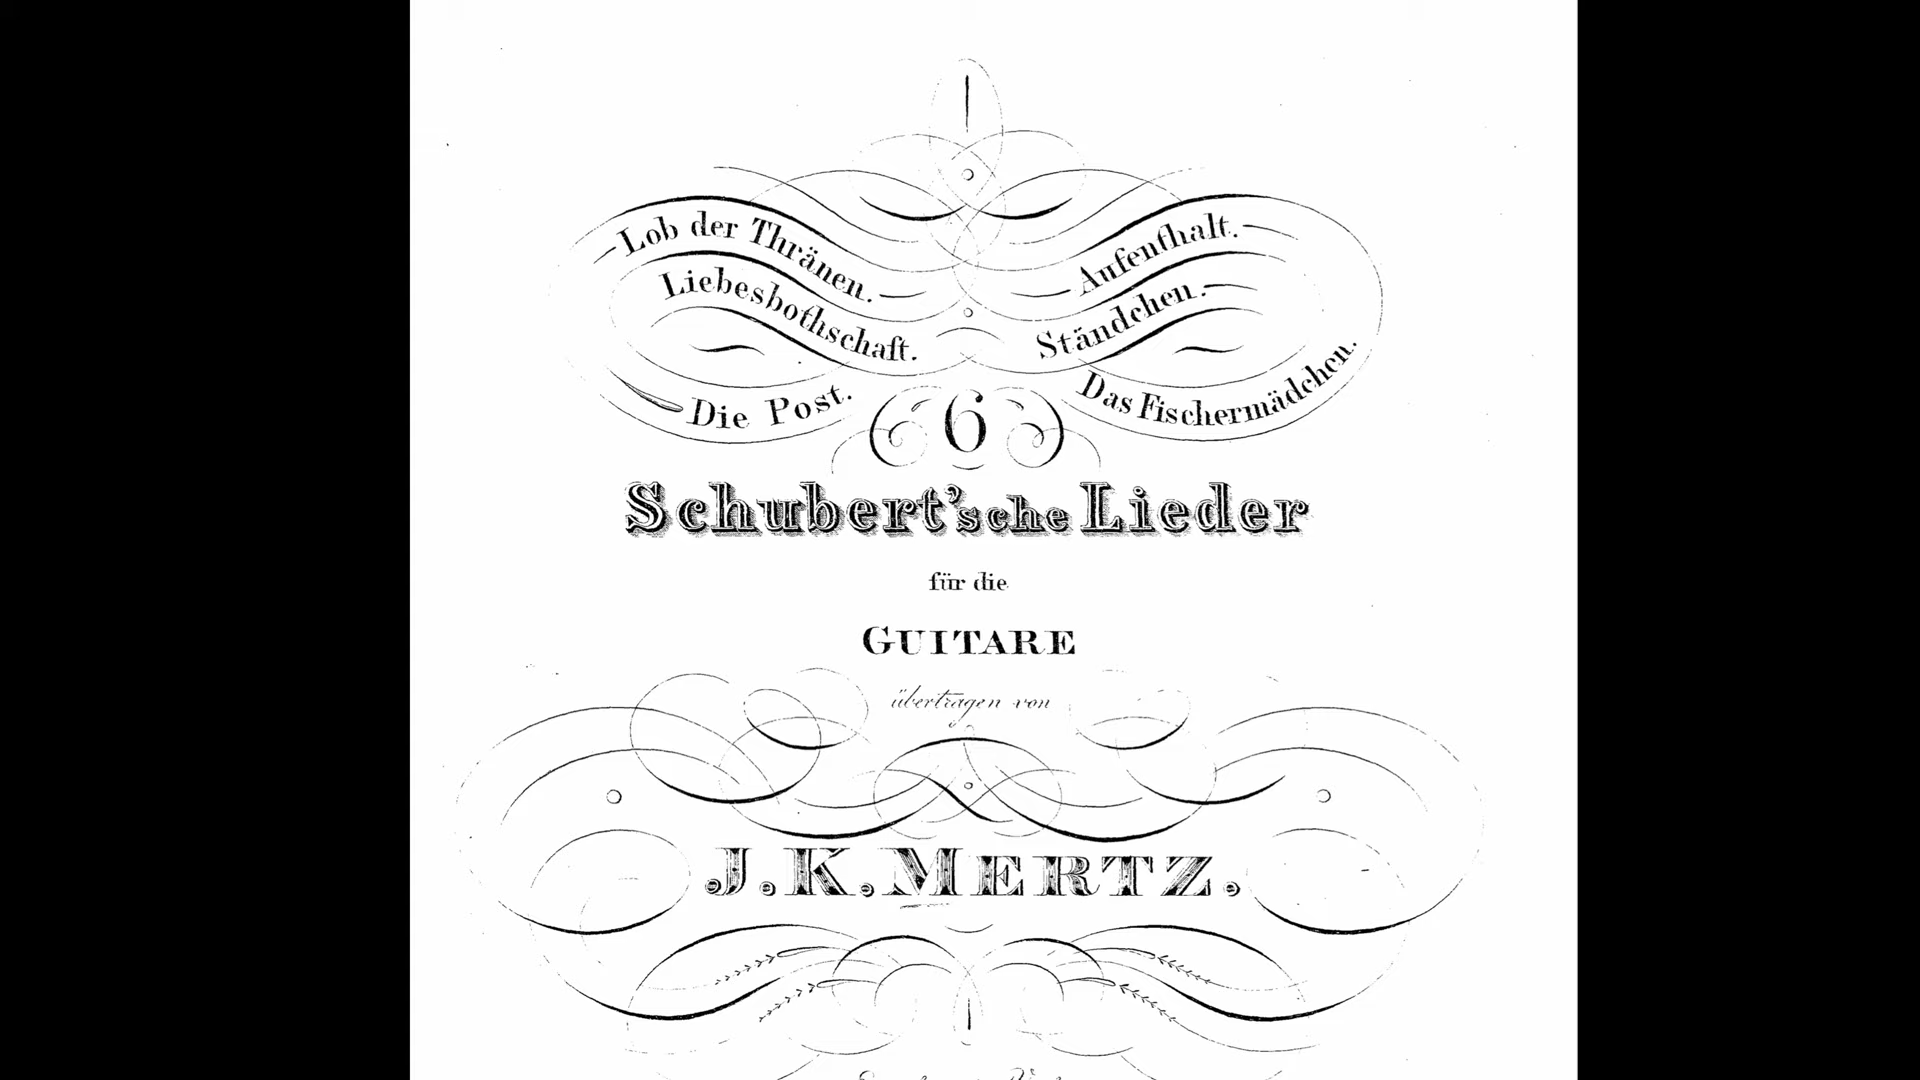 Lob der Thränen.
Liebesbothschaft.
Die Post.
Aufenthalt.
Ständchen.
Das Fischermädchen.
6
Schubert'sche Lieder
für die
GUITARE
übertragen von
J. K. MERTZ.